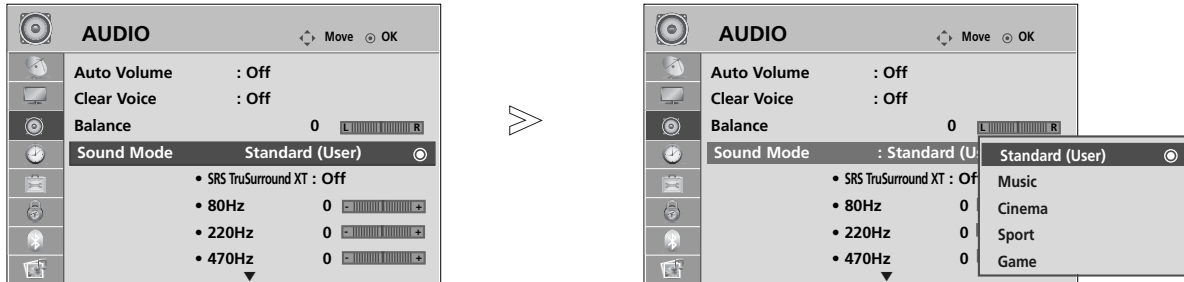 AUDIO
Move OK
Auto Volume : Off
Clear Voice : Off
Balance 0 L R
Sound Mode Standard (User)
• SRS TruSurround XT : Off
• 80Hz 0 - +
• 220Hz 0 - +
• 470Hz 0 - +
AUDIO
Move OK
Auto Volume : Off
Clear Voice : Off
Balance 0 L R
Sound Mode : Standard (U
• SRS TruSurround XT : Of
• 80Hz 0
• 220Hz 0
• 470Hz 0
Standard (User)
Music
Cinema
Sport
Game